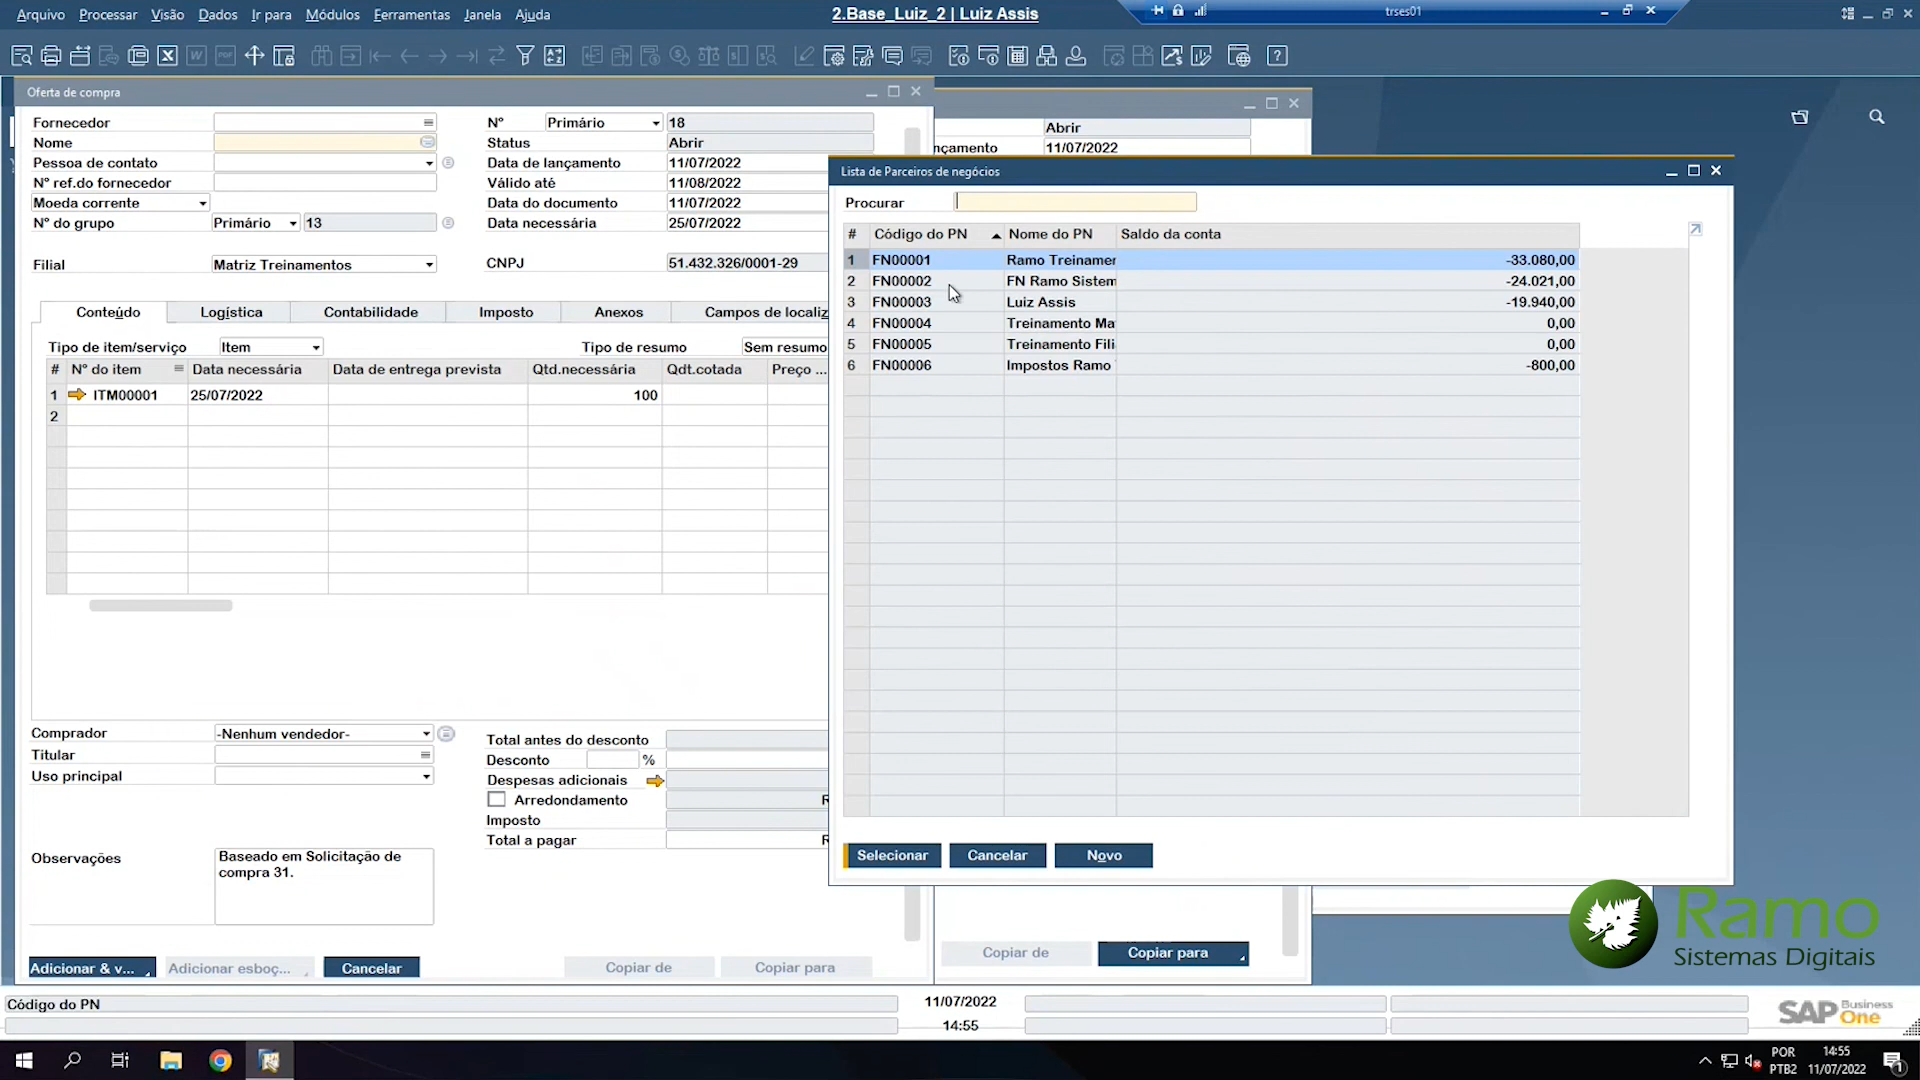 Arquivo Processar Visão Dados Ir para Módulos Ferramentas Janela Ajuda
2.Base_Luiz_2 | Luiz Assis
trses01
Oferta de compra
Fornecedor
Nome
Pessoa de contato
Nº ref.do fornecedor
Moeda corrente
Nº do grupo Primário 13
Filial Matriz Treinamentos
Nº Primário 18
Status Abrir
Data de lançamento 11/07/2022
Válido até 11/08/2022
Data do documento 11/07/2022
Data necessária 25/07/2022
CNPJ 51.432.326/0001-29
Abrir
nçamento 11/07/2022
Conteúdo Logística Contabilidade Imposto Anexos Campos de localiz
Tipo de item/serviço Item Tipo de resumo Sem resumo
# Nº do item Data necessária Data de entrega prevista Qtd.necessária Qdt.cotada Preço ...
1 ITM00001 25/07/2022 100
2
Comprador -Nenhum vendedor-
Titular
Uso principal
Total antes do desconto
Desconto %
Despesas adicionais
Arredondamento R
Imposto
Total a pagar R
Observações
Baseado em Solicitação de
compra 31.
Adicionar & v... Adicionar esboç... Cancelar Copiar de Copiar para
Lista de Parceiros de negócios
Procurar
# Código do PN Nome do PN Saldo da conta
1 FN00001 Ramo Treinamer -33.080,00
2 FN00002 FN Ramo Sistem -24.021,00
3 FN00003 Luiz Assis -19.940,00
4 FN00004 Treinamento Ma 0,00
5 FN00005 Treinamento Fili 0,00
6 FN00006 Impostos Ramo -800,00
Selecionar Cancelar Novo
Copiar de Copiar para
Ramo
Sistemas Digitais
Código do PN
11/07/2022
14:55
SAP Business
One
POR
PTB2
14:55
11/07/2022
1